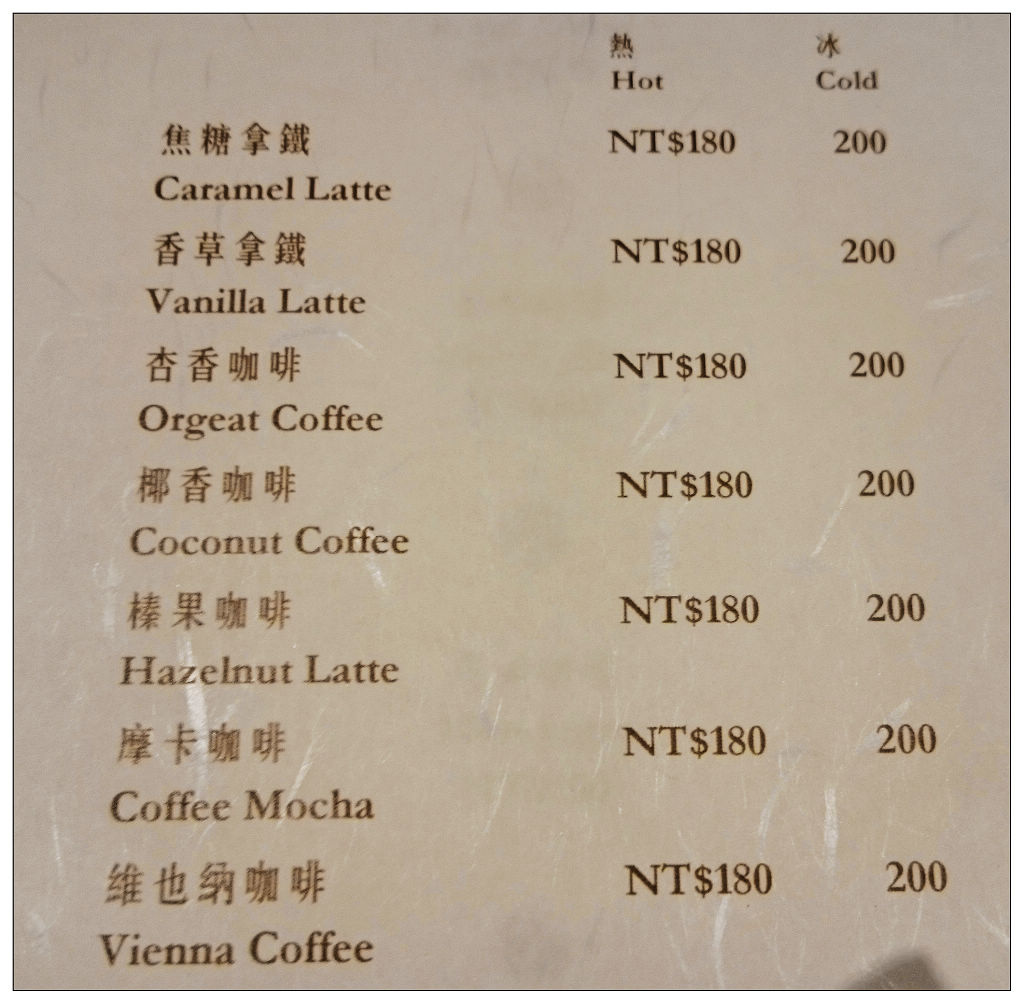 熱 冰
Hot Cold
焦糖拿鐵 NT$180 200
Caramel Latte
香草拿鐵 NT$180 200
Vanilla Latte
杏香咖啡 NT$180 200
Orgeat Coffee
椰香咖啡 NT$180 200
Coconut Coffee
榛果咖啡 NT$180 200
Hazelnut Latte
摩卡咖啡 NT$180 200
Coffee Mocha
维也纳咖啡 NT$180 200
Vienna Coffee